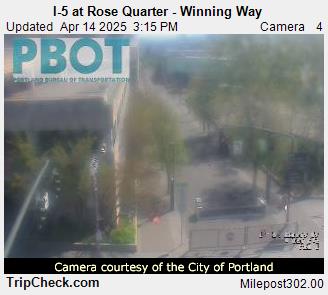 I-5 at Rose Quarter - Winning Way
Updated Apr 14 2025 3:15 PM Camera 4
PBOT
PORTLAND BUREAU OF TRANSPORTATION
Camera courtesy of the City of Portland
TripCheck.com Milepost302.00